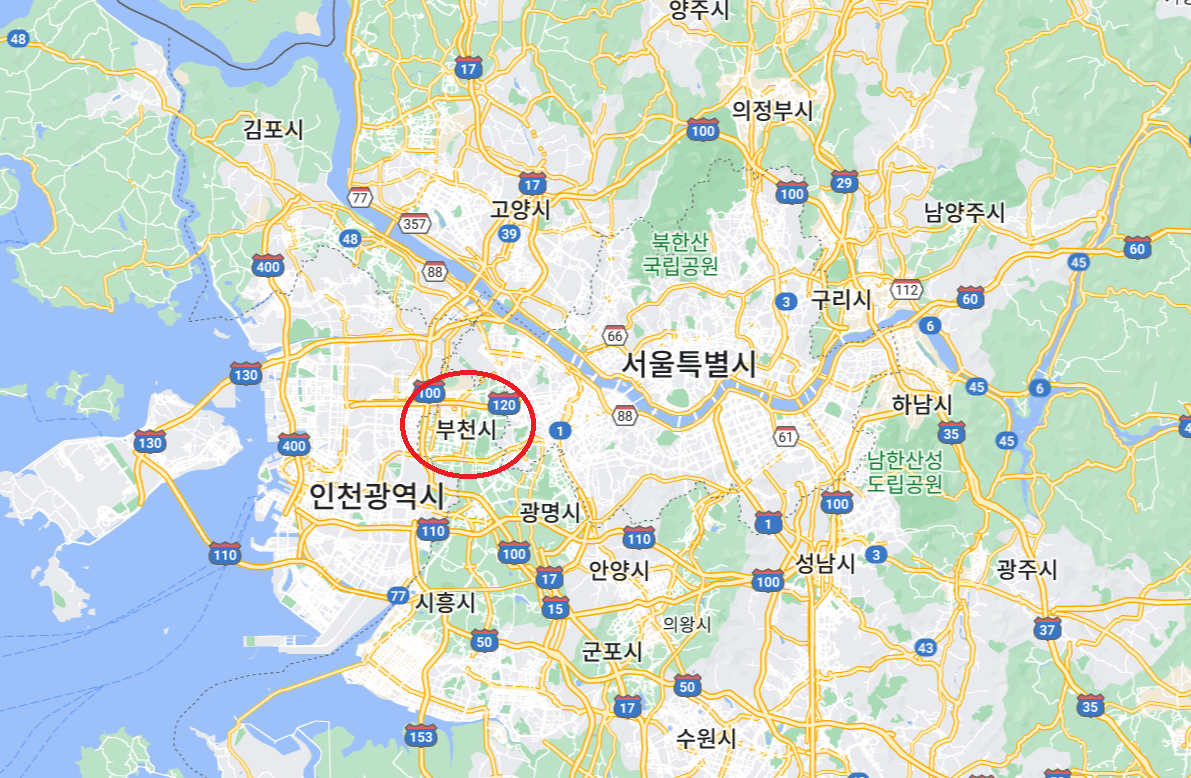 양주시
48
17
의정부시
100
김포시
17
100
29
77
고양시
남양주시
357
39
48
북한산
국립공원
60
45
400
88
112
60
3
구리시
6
66
서울특별시
130
100
120
45
6
88
하남시
부천시
1
61
35
45
130
400
남한산성
도립공원
인천광역시
100
광명시
1
110
110
100
3
성남시
광주시
안양시
17
100
77
시흥시
15
의왕시
37
50
군포시
43
50
17
35
153
수원시